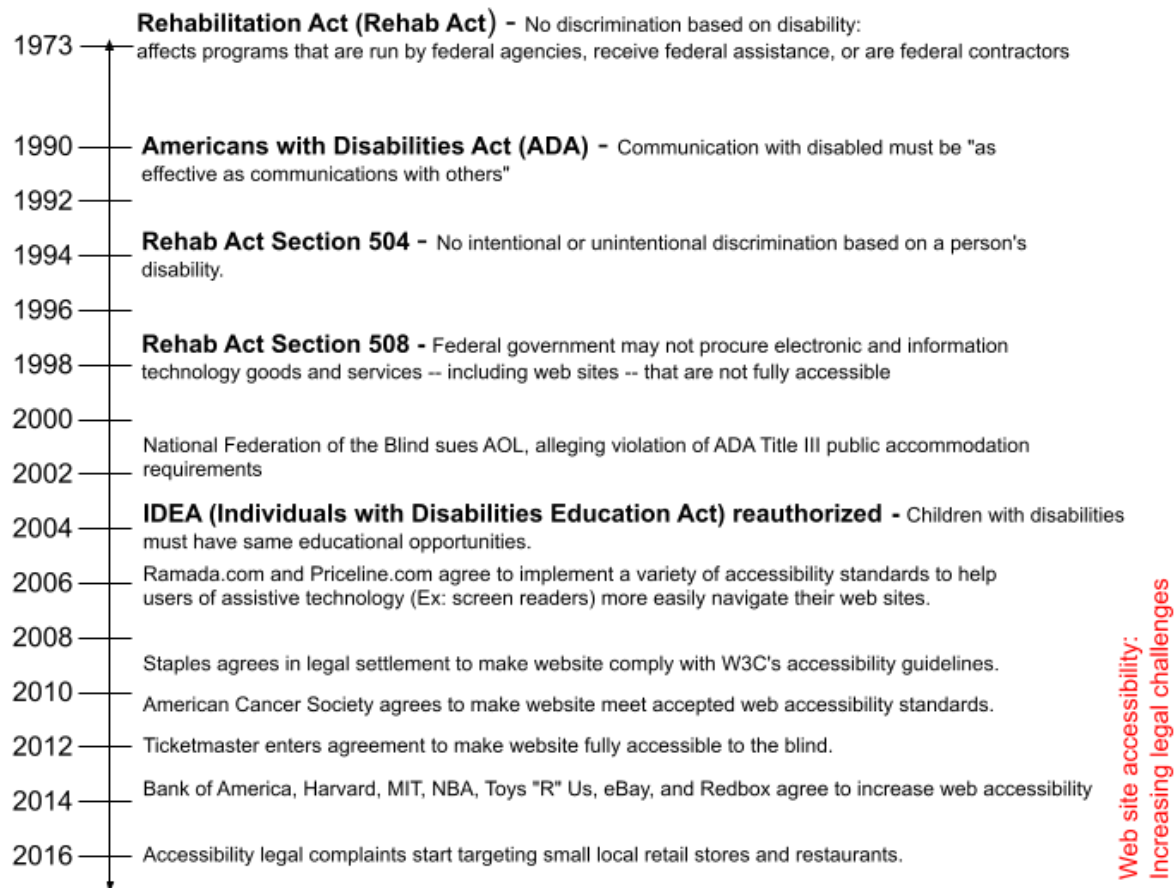 Rehabilitation Act (Rehab Act) - No discrimination based on disability:
1973
affects programs that are run by federal agencies, receive federal assistance, or are federal contractors
1990
Americans with Disabilities Act (ADA) - Communication with disabled must be "as
effective as communications with others"
1992
Rehab Act Section 504 - No intentional or unintentional discrimination based on a person's
1994
disability.
1996
Rehab Act Section 508 - Federal government may not procure electronic and information
1998
technology goods and services -- including web sites -- that are not fully accessible
2000
National Federation of the Blind sues AOL, alleging violation of ADA Title III public accommodation
2002
requirements
IDEA (Individuals with Disabilities Education Act) reauthorized - Children with disabilities
2004
must have same educational opportunities.
2006
Ramada.com and Priceline.com agree to implement a variety of accessibility standards to help
users of assistive technology (Ex: screen readers) more easily navigate their web sites.
2008
Staples agrees in legal settlement to make website comply with W3C's accessibility guidelines.
2010
American Cancer Society agrees to make website meet accepted web accessibility standards.
2012
Ticketmaster enters agreement to make website fully accessible to the blind.
Bank of America, Harvard, MIT, NBA, Toys "R" Us, eBay, and Redbox agree to increase web accessibility
2014
2016
Accessibility legal complaints start targeting small local retail stores and restaurants.
Web site accessibility:
Increasing legal challenges